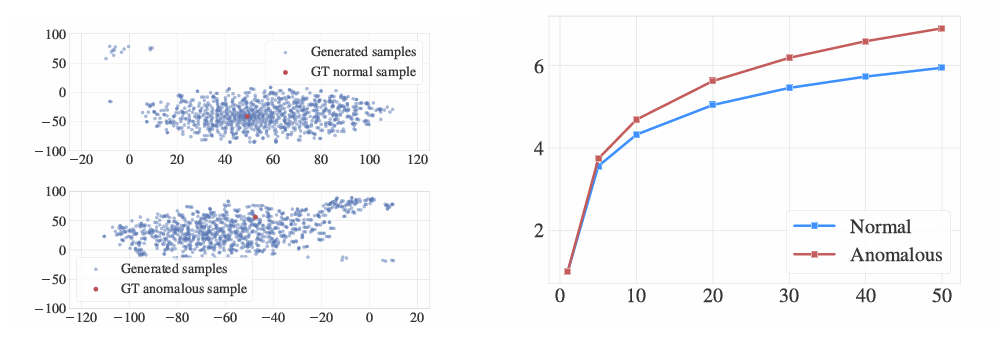 100
50
0
−50
−100
−20 0 20 40 60 80 100 120
Generated samples
GT normal sample
100
50
0
−50
−100
−120 −100 −80 −60 −40 −20 0 20
Generated samples
GT anomalous sample
6
4
2
0 10 20 30 40 50
Normal
Anomalous